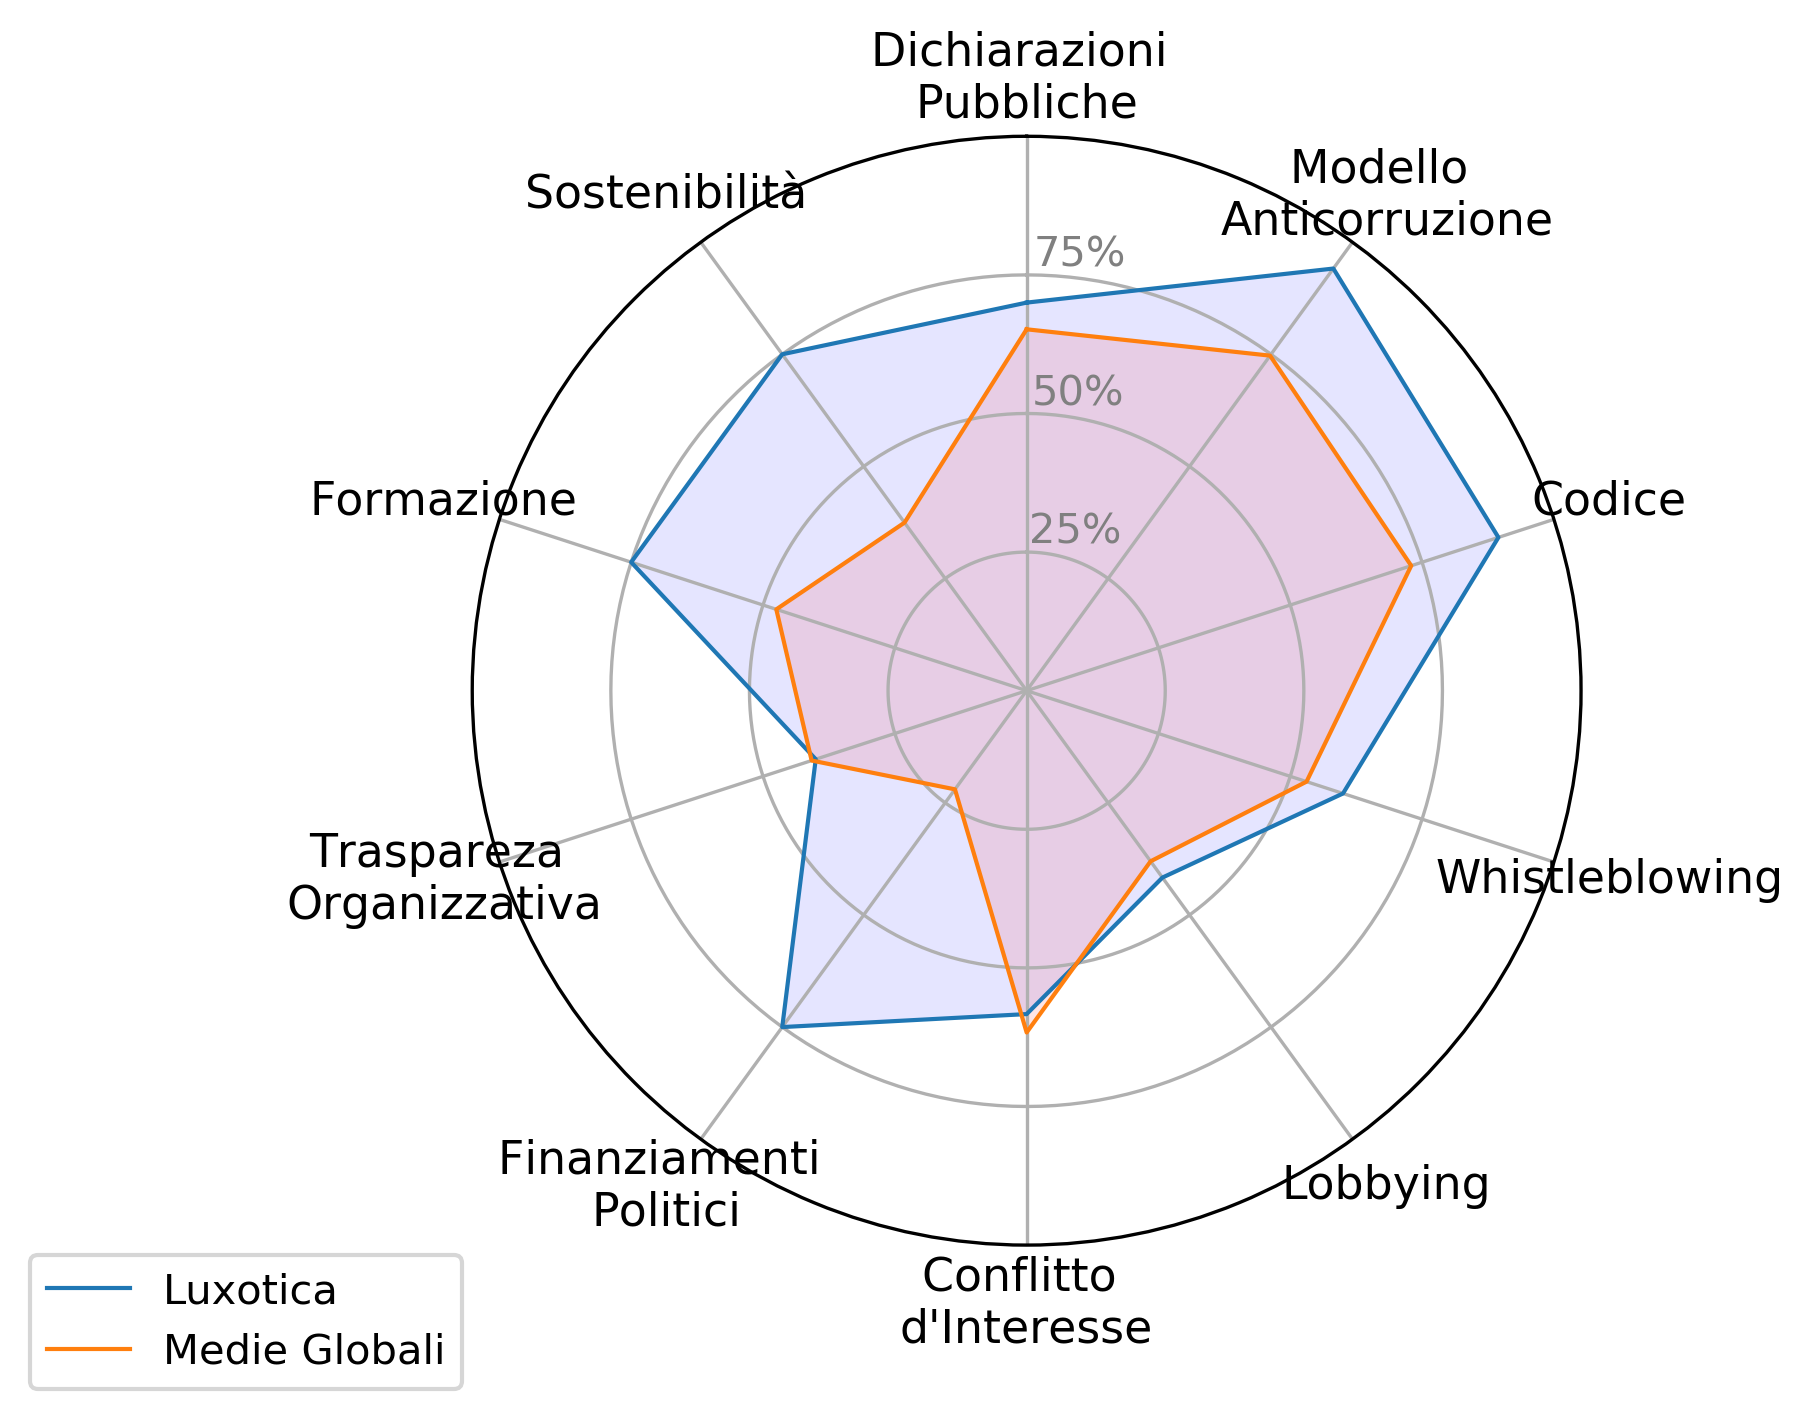 Dichiarazioni
Pubbliche
Modello
Anticorruzione
Sostenibilità
75%
50%
25%
Formazione
Codice
Traspareza
Organizzativa
Whistleblowing
Finanziamenti
Politici
Lobbying
Conflitto
d'Interesse
Luxotica
Medie Globali